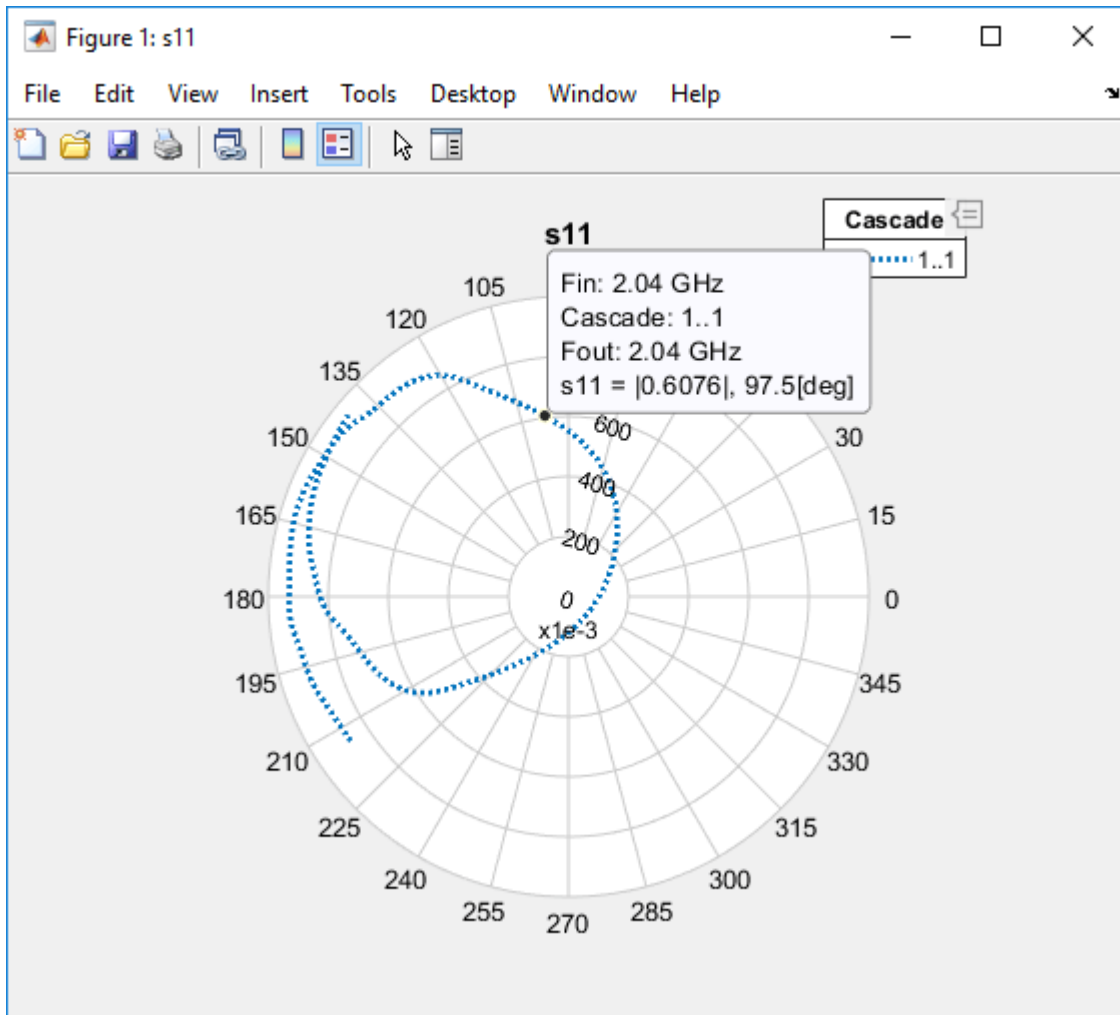 Figure 1: s11
File Edit View Insert Tools Desktop Window Help
s11
Cascade
1..1
Fin: 2.04 GHz
Cascade: 1..1
Fout: 2.04 GHz
s11 = |0.6076|, 97.5[deg]
105
120
135
150
165
180
195
210
225
240
255
270
285
300
315
330
345
0
15
30
600
400
200
0
x1e-3